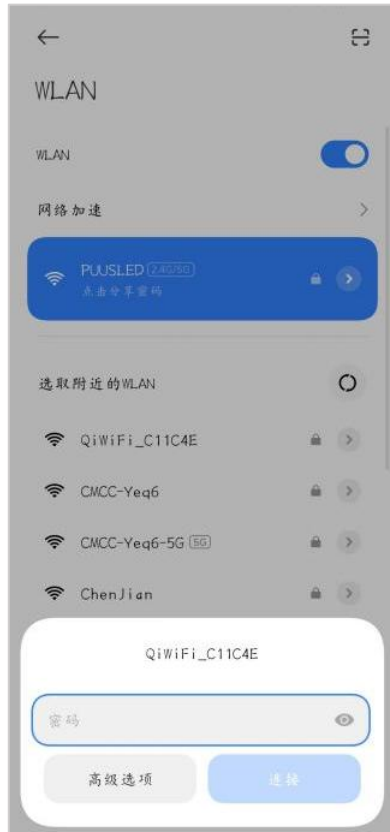 WLAN
WLAN
网络加速
PUUSLED 2.4G/5G
点击分享密码
选取附近的WLAN
QiWiFi_C11C4E
CMCC-Yeq6
CMCC-Yeq6-5G 5G
ChenJian
QiWiFi_C11C4E
密码
高级选项
连接